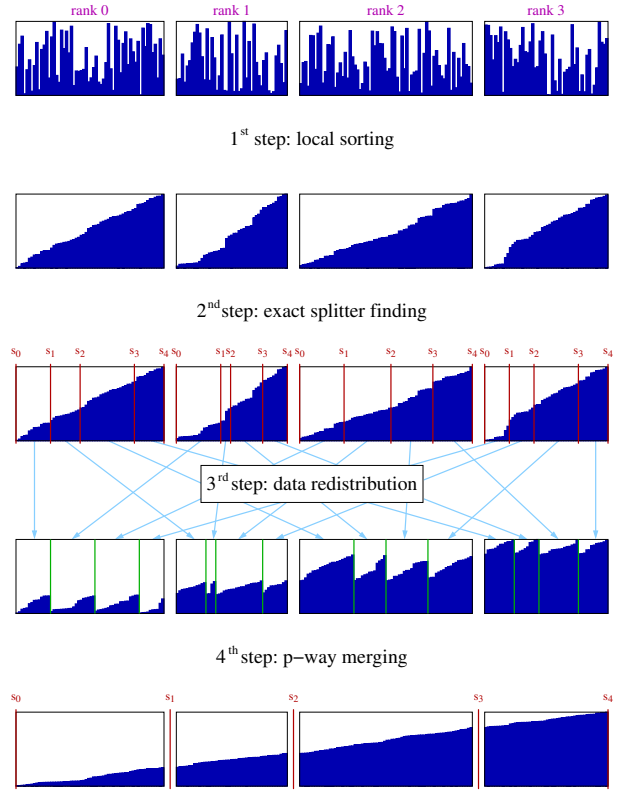 rank 0 rank 1 rank 2 rank 3
1st step: local sorting
2nd step: exact splitter finding
s0 s1 s2 s3 s4 s0 s1 s2 s3 s4 s0 s1 s2 s3 s4 s0 s1 s2 s3 s4
3rd step: data redistribution
4th step: p−way merging
s0 s1 s2 s3 s4